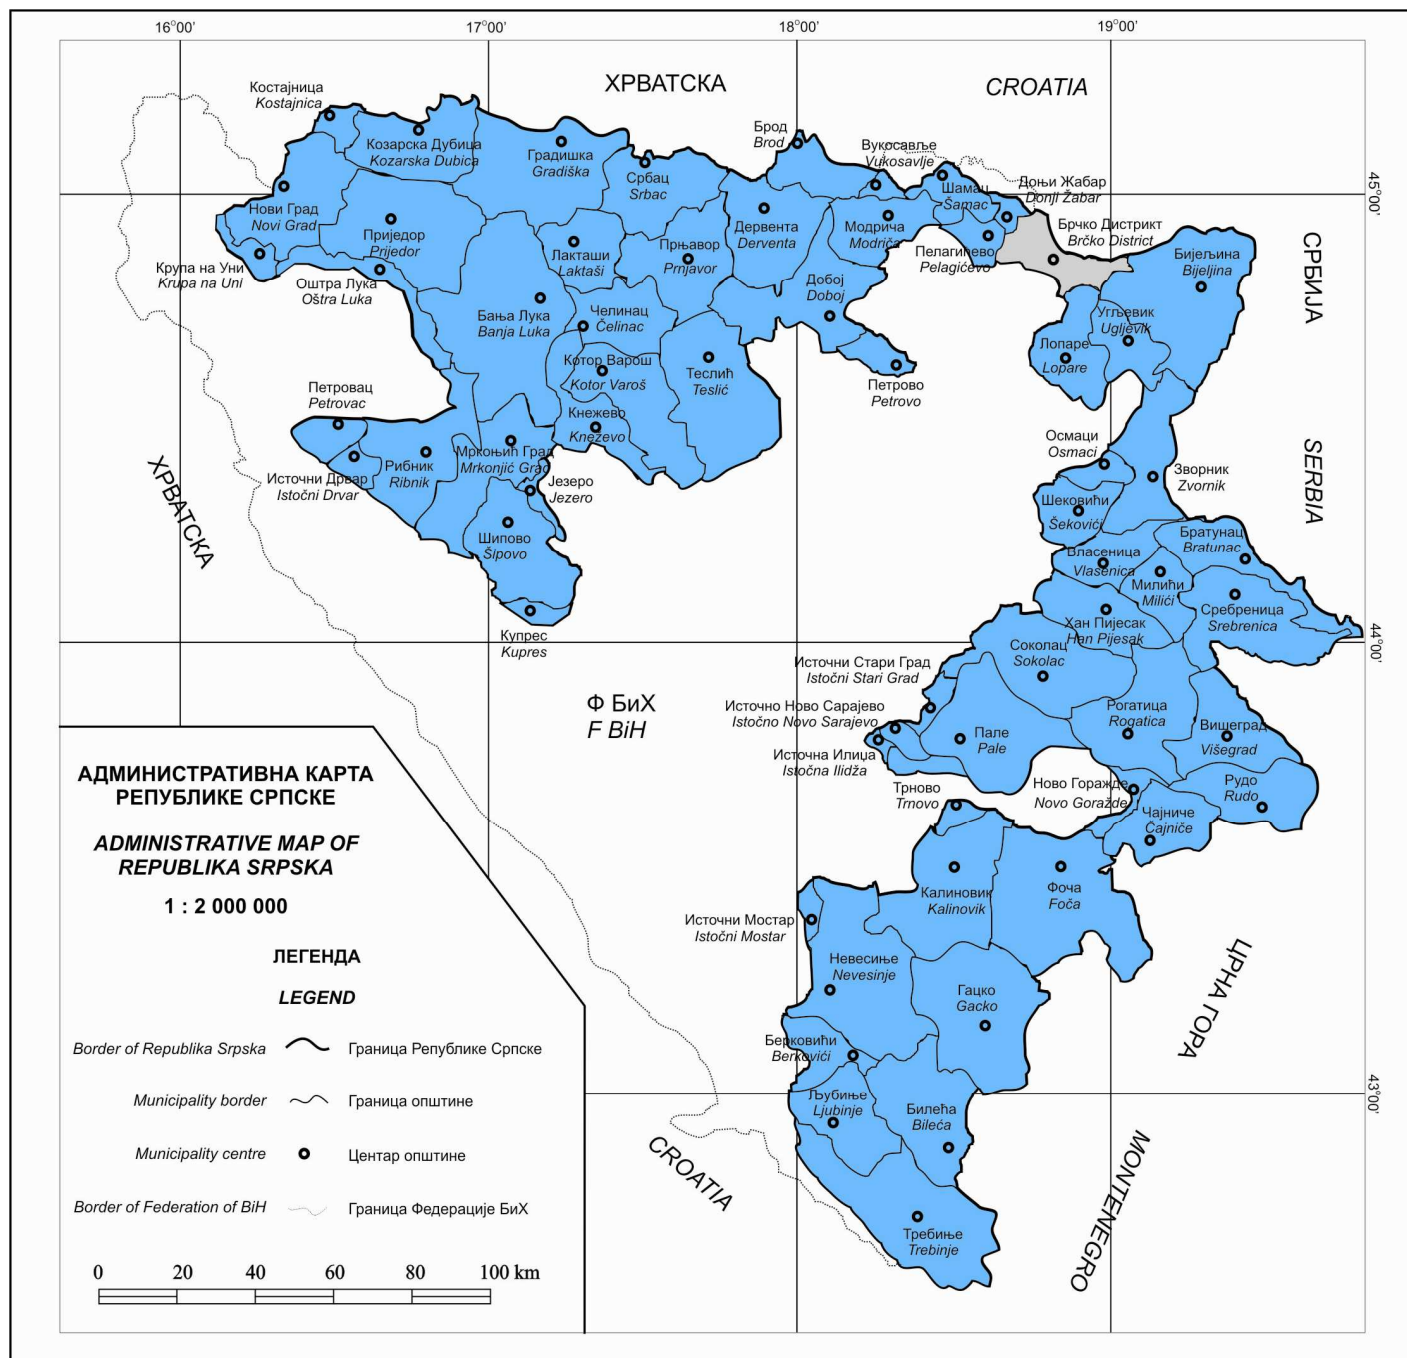 16°00'
17°00'
18°00'
19°00'
ХРВАТСКА
CROATIA
Костајница
Kostajnica
Козарска Дубица
Kozarska Dubica
Градишка
Gradiška
Србац
Srbac
Брод
Brod
Вукосавље
Vukosavlje
Шамац
Šamac
Доњи Жабар
Donji Žabar
45°00'
Нови Град
Novi Grad
Приједор
Prijedor
Лакташи
Laktaši
Прњавор
Prnjavor
Дервента
Derventa
Модрича
Modriča
Пелагићево
Pelagićevo
Брчко Дистрикт
Brčko District
Бијељина
Bijeljina
СРБИЈА
Крупа на Уни
Krupa na Uni
Оштра Лука
Oštra Luka
Бања Лука
Banja Luka
Челинац
Čelinac
Добој
Doboj
Угљевик
Ugljevik
Лопаре
Lopare
Котор Варош
Kotor Varoš
Теслић
Teslić
Петрово
Petrovo
Петровац
Petrovac
Кнежево
Knezevo
Осмаци
Osmaci
SERBIA
ХРВАТСКА
Источни Дрвар
Istočni Drvar
Рибник
Ribnik
Мркоњић Град
Mrkonjić Grad
Језеро
Jezero
Зворник
Zvornik
Шековићи
Šekovići
Шипово
Šipovo
Братунац
Bratunac
Власеница
Vlasenica
Милићи
Milići
Сребреница
Srebrenica
Купрес
Kupres
Хан Пијесак
Han Pijesak
44°00'
Соколац
Sokolac
Источни Стари Град
Istočni Stari Grad
Ф БиХ
F BiH
Источно Ново Сарајево
Istočno Novo Sarajevo
Рогатица
Rogatica
Вишеград
Višegrad
Пале
Pale
Источна Илиџа
Istočna Ilidža
Трново
Trnovo
Ново Горажде
Novo Goražde
Рудо
Rudo
Чајниче
Čajniče
АДМИНИСТРАТИВНА КАРТА
РЕПУБЛИКЕ СРПСКЕ
ADMINISTRATIVE MAP OF
REPUBLIKA SRPSKA
1 : 2 000 000
Калиновик
Kalinovik
Фоча
Foča
Источни Мостар
Istočni Mostar
Невесиње
Nevesinje
Гацко
Gacko
ЦРНА ГОРА
ЛЕГЕНДА
LEGEND
Border of Republika Srpska
Граница Републике Српске
Берковићи
Berkovići
43°00'
Municipality border
Граница општине
Љубиње
Ljubinje
Билећа
Bileća
Municipality centre
Центар општине
CROATIA
MONTENEGRO
Border of Federation of BiH
Граница Федерације БиХ
Требиње
Trebinje
0 20 40 60 80 100 km